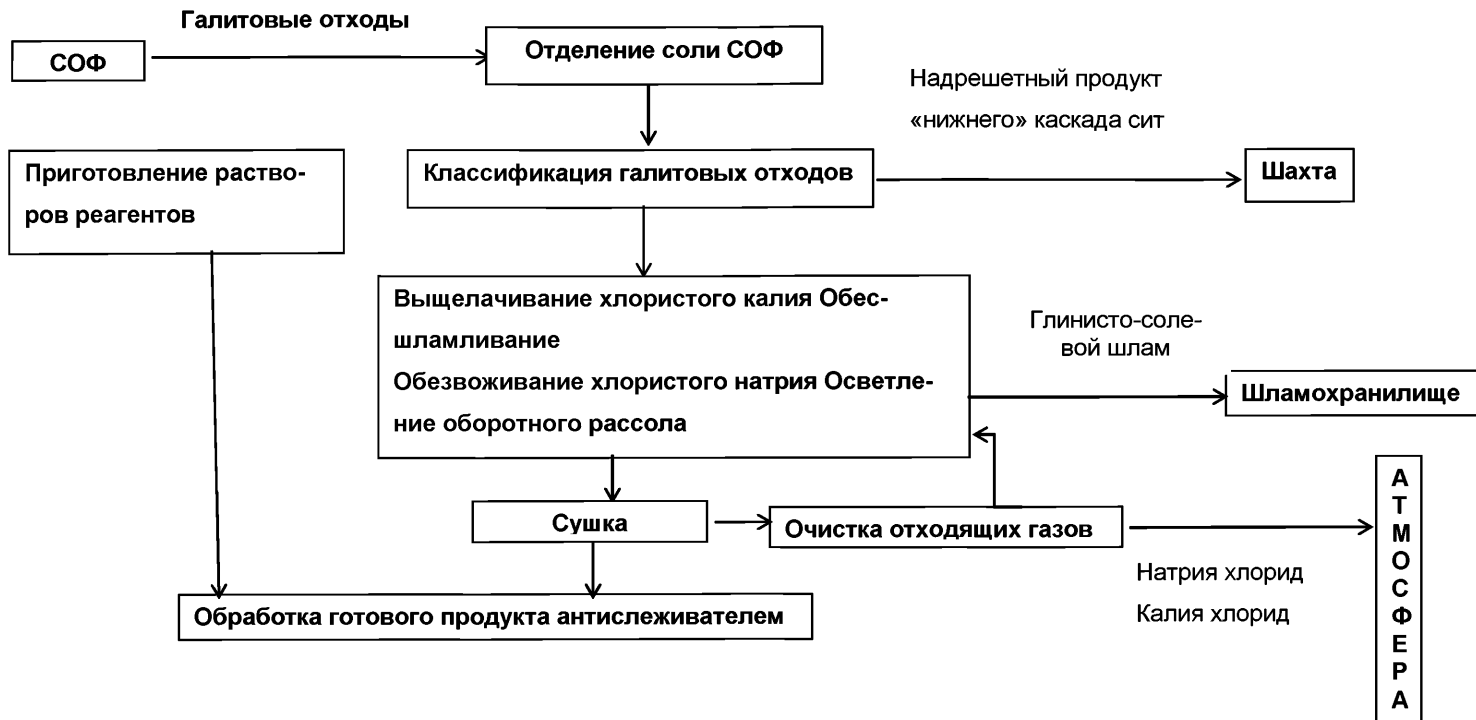 Галитовые отходы
СОФ
Отделение соли СОФ
Надрешетный продукт
«нижнего» каскада сит
Приготовление раство-
ров реагентов
Классификация галитовых отходов
Шахта
Выщелачивание хлористого калия Обес-
шламливание
Обезвоживание хлористого натрия Осветле-
ние оборотного рассола
Глинисто-соле-
вой шлам
Шламохранилище
Сушка
Очистка отходящих газов
Натрия хлорид
Калия хлорид
Обработка готового продукта антислеживателем
А
Т
М
О
С
Ф
Е
Р
А